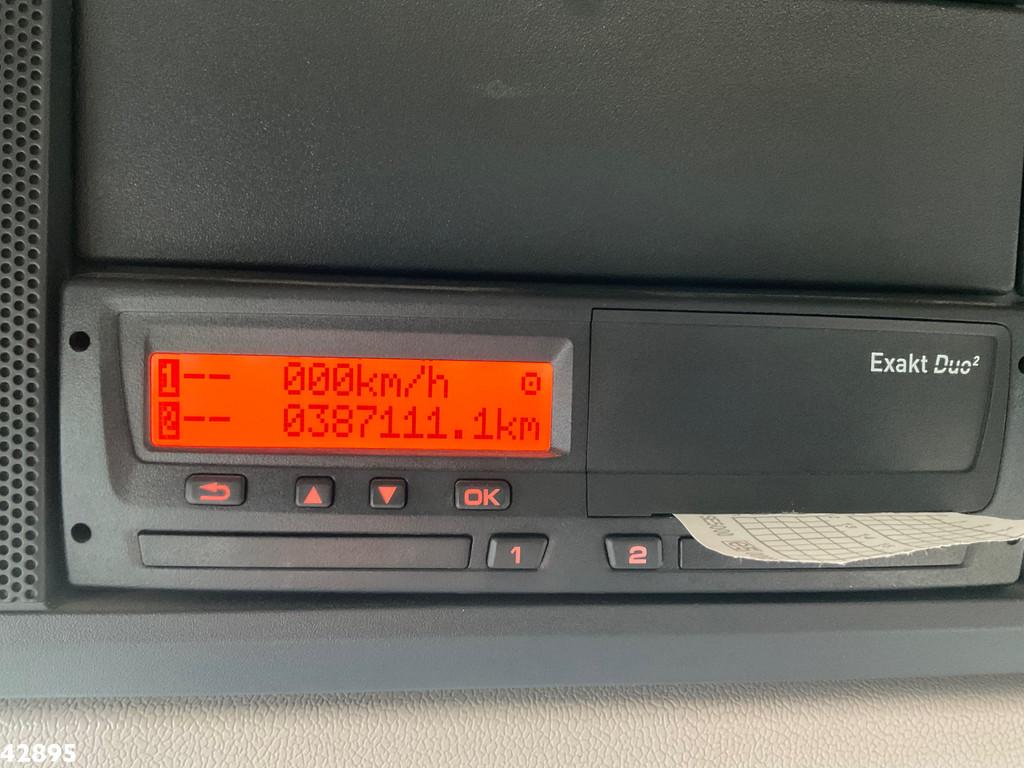 1-- 000km/h
2-- 0387111.1km
Exakt Duo²
OK
1
2
42895